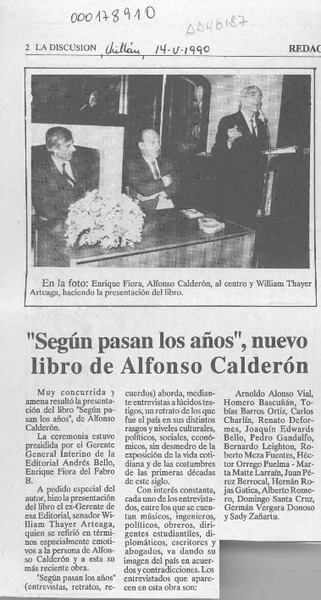 000178910
AA46187
2 LA DISCUSION , Chillán, 14-V-1990 REDAC
En la foto: Enrique Fiora, Alfonso Calderón, al centro y William Thayer
Arteaga, haciendo la presentación del libro.
"Según pasan los años", nuevo
libro de Alfonso Calderón
Muy concurrida y
amena resultó la presenta-
ción del libro "Según pa-
san los años", de Alfonso
Calderón.
La ceremonia estuvo
presidida por el Gerente
General Interino de la
Editorial Andrés Bello,
Enrique Fiora del Fabro
B.
A pedido especial del
autor, hizo la presentación
del libro el ex-Gerente de
esa Editorial, senador Wi-
lliam Thayer Arteaga,
quien se refirió en térmi-
nos especialmente emoti-
vos a la persona de Alfon-
so Calderón y a esta su
más reciente obra.
"Según pasan los años"
(entrevistas, retratos, re-
cuerdos) aborda, median-
te entrevistas a lúcidos tes-
tigos, un retrato de los que
fue el país en sus distintos
rasgos y niveles culturales,
políticos, sociales, econó-
micos, sin desmedro de la
exposición de la vida coti-
diana y de las costumbres
de las primeras décadas
de este siglo.
Con interés constante,
cada uno de los entrevista-
dos, entre los que se cuen-
tan músicos, ingenieros,
políticos, obreros, diri-
gentes estudiantiles, di-
plomáticos, escritores y
abogados, va dando su
imagen del país en acuer-
dos y contradicciones. Los
entrevistados que apare-
cen en esta obra son:
Arnoldo Alonso Vial,
Homero Bascuñán, To-
bías Barros Ortiz, Carlos
Charlín, Renato Defor-
mes, Joaquín Edwards
Bello, Pedro Gandulfo,
Bernardo Leighton, Ro-
berto Meza Fuentes, Héc-
tor Orrego Puelma - Mar-
ta Matte Larraín, Juan Pé-
rez Berrocal, Hernán Ro-
jas Gatica, Alberto Rome-
ro, Domingo Santa Cruz,
Germán Vergara Donoso
y Sady Zañartu.